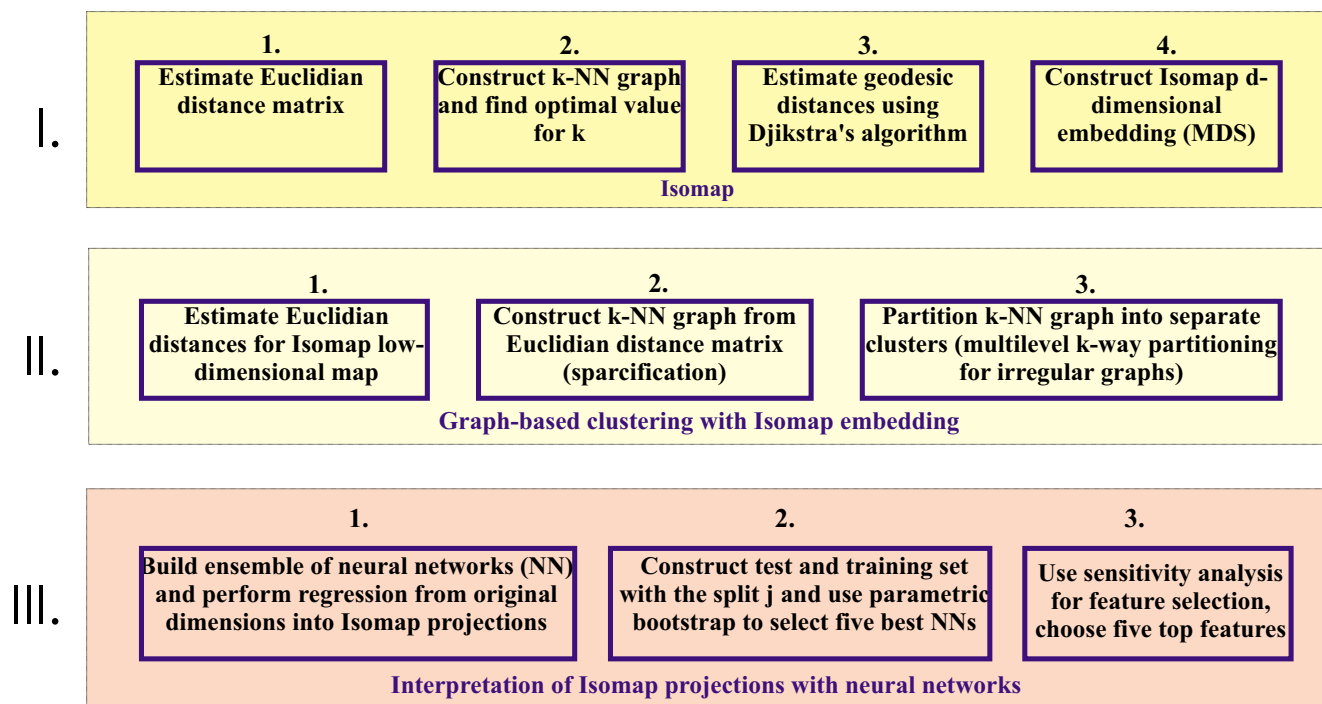 I.
1.
Estimate Euclidian
distance matrix
2.
Construct k-NN graph
and find optimal value
for k
3.
Estimate geodesic
distances using
Djikstra's algorithm
4.
Construct Isomap d-
dimensional
embedding (MDS)
Isomap
II.
1.
Estimate Euclidian
distances for Isomap low-
dimensional map
2.
Construct k-NN graph from
Euclidian distance matrix
(sparcification)
3.
Partition k-NN graph into separate
clusters (multilevel k-way partitioning
for irregular graphs)
Graph-based clustering with Isomap embedding
III.
1.
Build ensemble of neural networks (NN)
and perform regression from original
dimensions into Isomap projections
2.
Construct test and training set
with the split j and use parametric
bootstrap to select five best NNs
3.
Use sensitivity analysis
for feature selection,
choose five top features
Interpretation of Isomap projections with neural networks